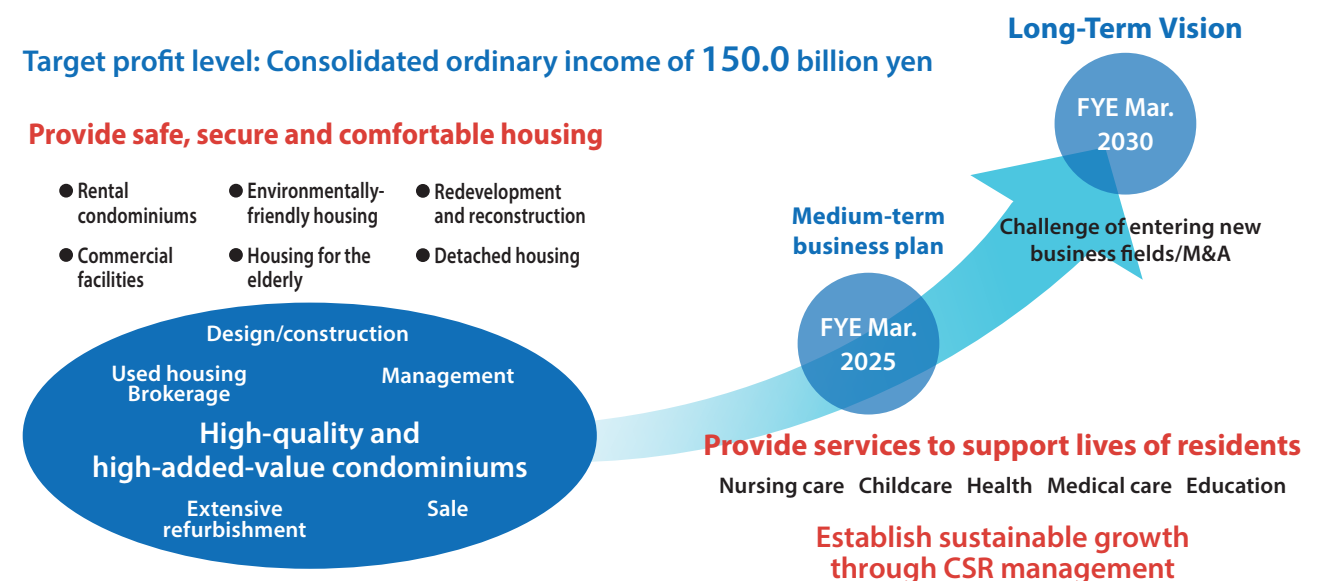 Long-Term Vision
Target profit level: Consolidated ordinary income of 150.0 billion yen
FYE Mar.
2030
Provide safe, secure and comfortable housing
● Rental
condominiums
● Environmentally-
friendly housing
● Redevelopment
and reconstruction
● Commercial
facilities
● Housing for the
elderly
● Detached housing
Medium-term
business plan
Challenge of entering new
business fields/M&A
FYE Mar.
2025
Design/construction
Used housing
Brokerage
Management
High-quality and
high-added-value condominiums
Extensive
refurbishment
Sale
Provide services to support lives of residents
Nursing care Childcare Health Medical care Education
Establish sustainable growth
through CSR management